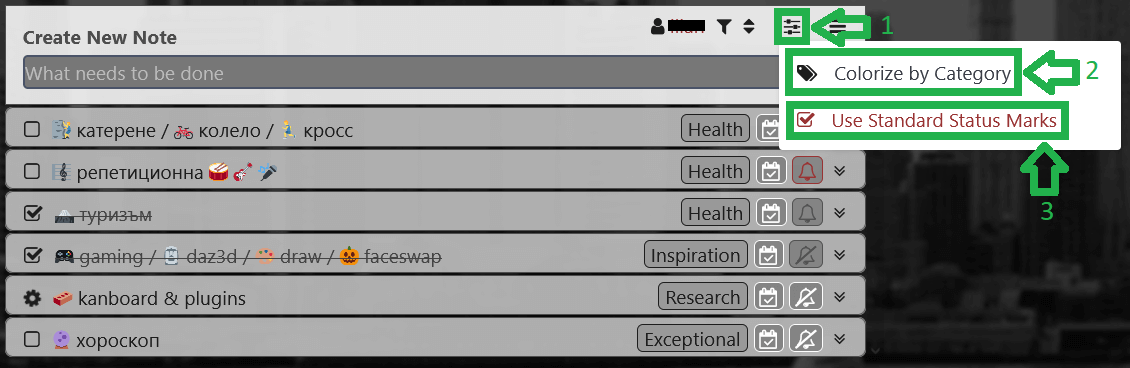 1
Create New Note
What needs to be done
Colorize by Category
2
Use Standard Status Marks
3
катерене / колело / кросс Health
репетиционна Health
туризъм Health
gaming / daz3d / draw / faceswap Inspiration
kanboard & plugins Research
хороскоп Exceptional